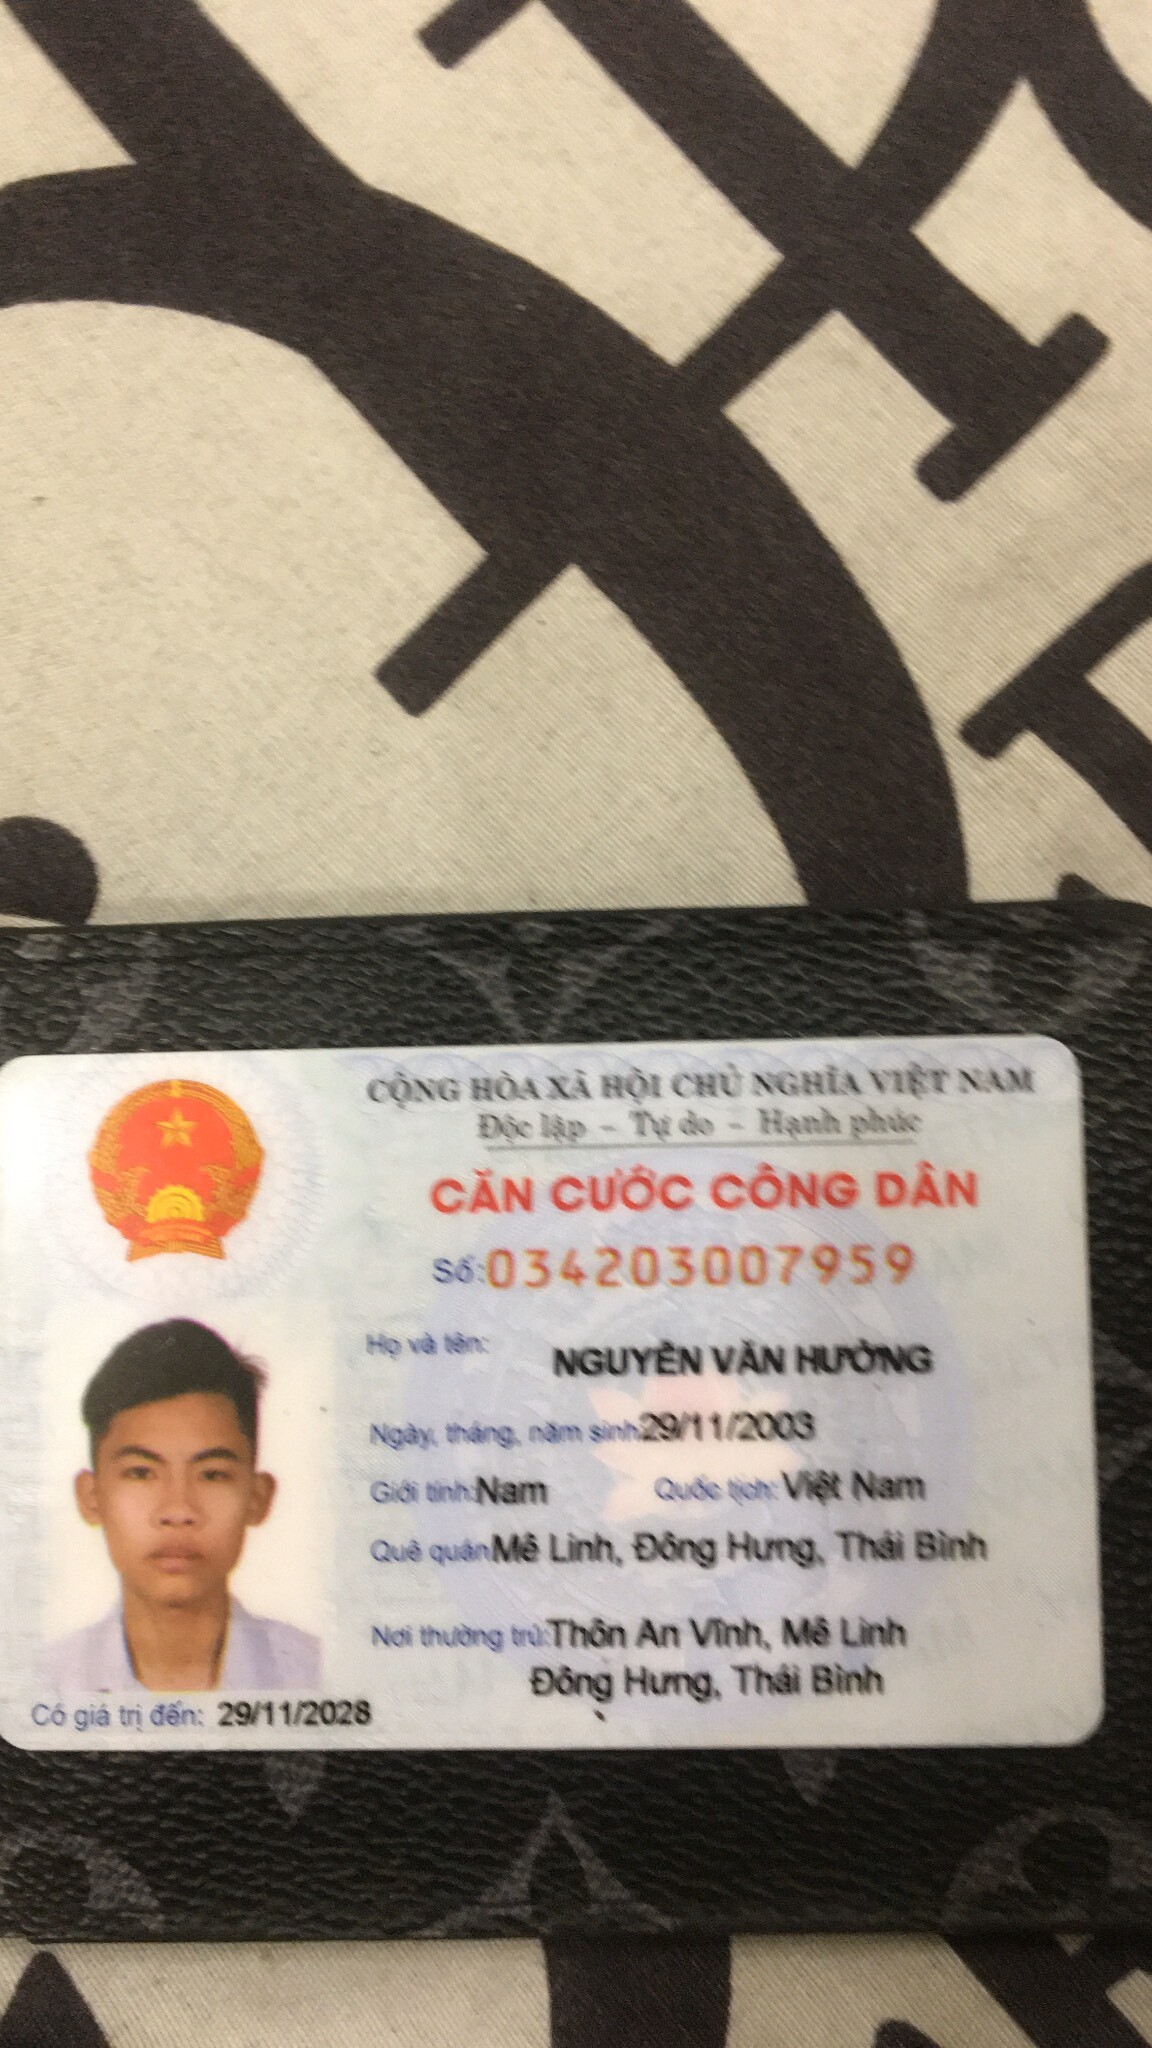 CỘNG HÒA XÃ HỘI CHỦ NGHĨA VIỆT NAM
Độc lập - Tự do - Hạnh phúc
CĂN CƯỚC CÔNG DÂN
Số: 034203007959
Họ và tên: NGUYỄN VĂN HƯỞNG
Ngày, tháng, năm sinh: 29/11/2003
Giới tính: Nam Quốc tịch: Việt Nam
Quê quán: Mê Linh, Đông Hưng, Thái Bình
Nơi thường trú: Thôn An Vĩnh, Mê Linh
Đông Hưng, Thái Bình
Có giá trị đến: 29/11/2028